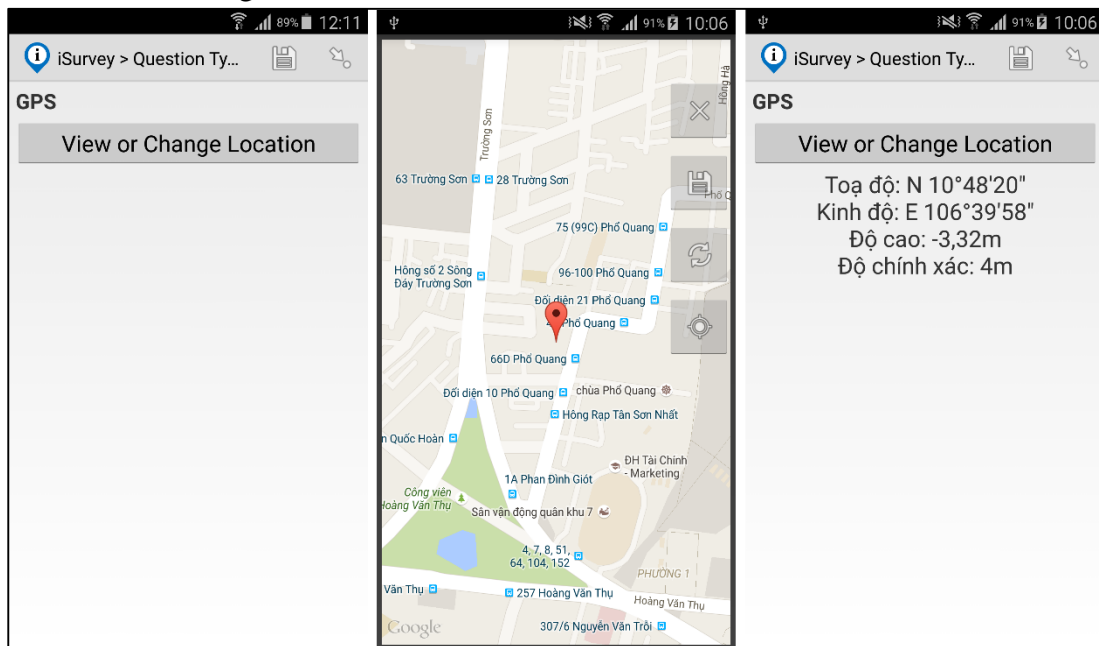 89% 12:11
iSurvey > Question Ty...
GPS
View or Change Location
91% 10:06
Hồng Hà
Trường Sơn
63 Trường Sơn
28 Trường Sơn
Phổ Q
75 (99C) Phổ Quang
Hông số 2 Sông
Đáy Trường Sơn
96-100 Phổ Quang
Đối diện 21 Phổ Quang
Phổ Quang
66D Phổ Quang
Đối diện 10 Phổ Quang
chùa Phổ Quang
Hông Rạp Tân Sơn Nhất
n Quốc Hoàn
ĐH Tài Chính
- Marketing
1A Phan Đình Giót
Công viên
Hoàng Văn Thụ
Sân vận động quân khu 7
4, 7, 8, 51,
64, 104, 152
PHƯỜNG 1
Văn Thụ
257 Hoàng Văn Thụ
Hoàng Văn Thụ
Google
307/6 Nguyễn Văn Trỗi
91% 10:06
iSurvey > Question Ty...
GPS
View or Change Location
Toạ độ: N 10°48'20"
Kinh độ: E 106°39'58"
Độ cao: -3,32m
Độ chính xác: 4m